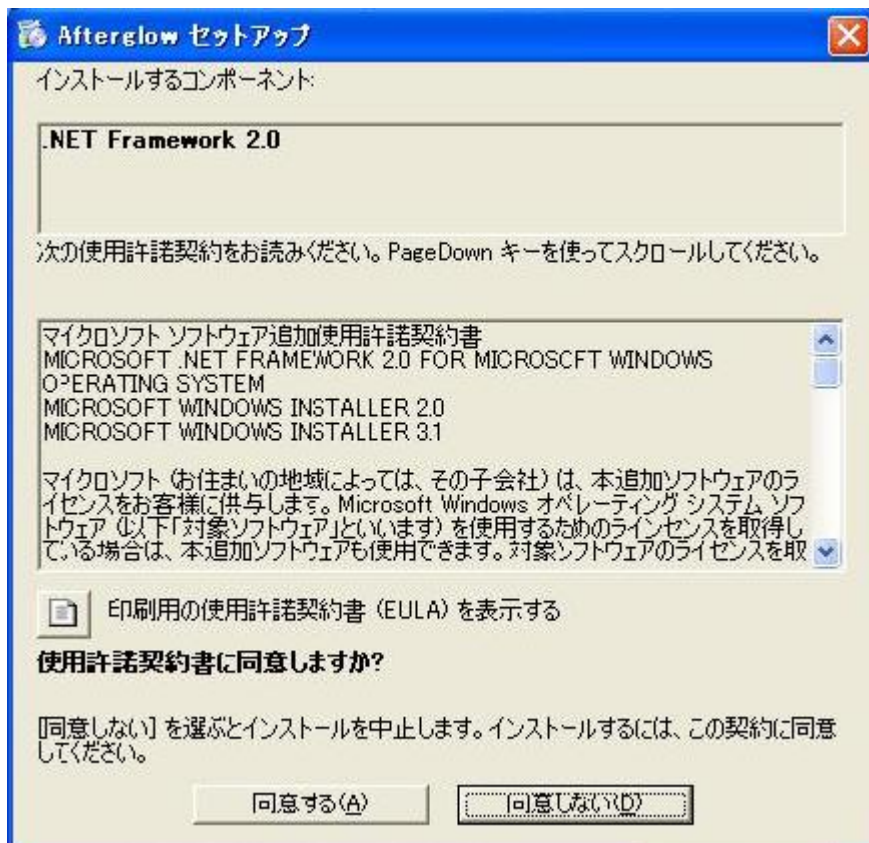 Afterglow セットアップ
インストールするコンポーネント:
.NET Framework 2.0
次の使用許諾契約をお読みください。PageDown キーを使ってスクロールしてください。
マイクロソフト ソフトウェア追加使用許諾契約書
MICROSOFT .NET FRAMEWORK 2.0 FOR MICROSOFT WINDOWS
OPERATING SYSTEM
MICROSOFT WINDOWS INSTALLER 2.0
MICROSOFT WINDOWS INSTALLER 3.1
マイクロソフト (お住まいの地域によっては、その子会社) は、本追加ソフトウェアのラ
イセンスをお客様に供与します。Microsoft Windows オペレーティング システム ソフ
トウェア (以下「対象ソフトウェア」といいます) を使用するためのラインセンスを取得し
ている場合は、本追加ソフトウェアも使用できます。対象ソフトウェアのライセンスを取
印刷用の使用許諾契約書 (EULA) を表示する
使用許諾契約書に同意しますか?
[同意しない] を選ぶとインストールを中止します。インストールするには、この契約に同意
してください。
同意する(A)
同意しない(D)